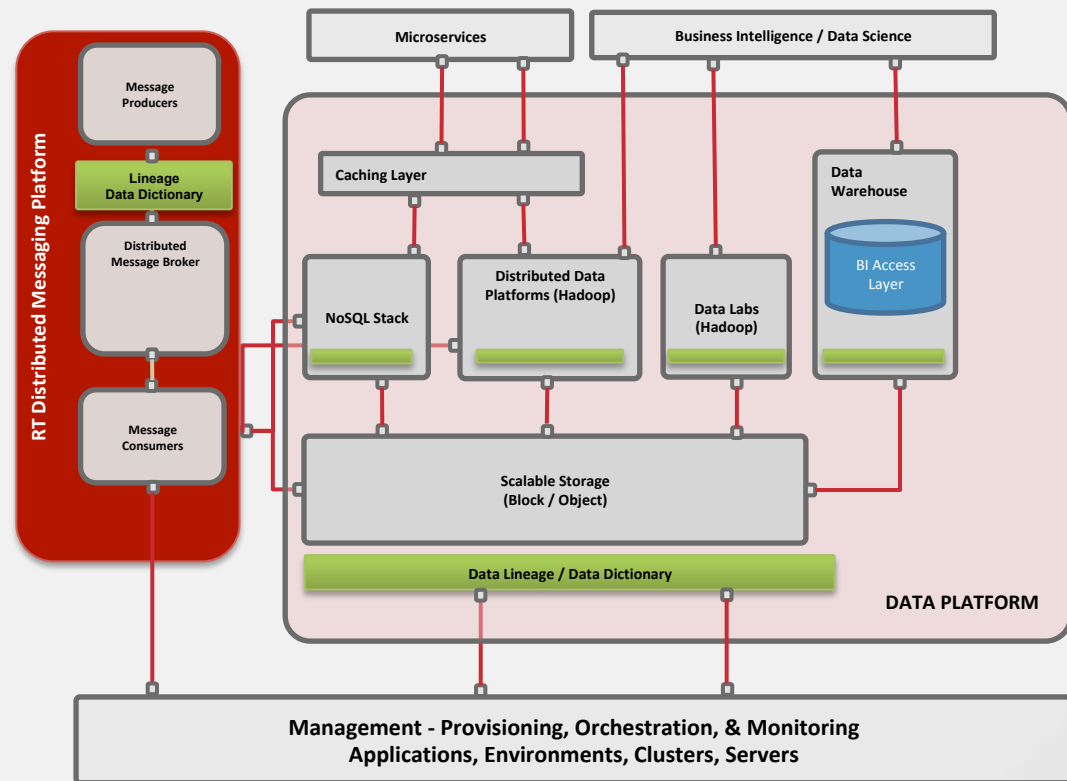 Microservices
Business Intelligence / Data Science
RT Distributed Messaging Platform
Message
Producers
Lineage
Data Dictionary
Distributed
Message Broker
Message
Consumers
Caching Layer
Data
Warehouse
BI Access
Layer
NoSQL Stack
Distributed Data
Platforms (Hadoop)
Data Labs
(Hadoop)
Scalable Storage
(Block / Object)
Data Lineage / Data Dictionary
DATA PLATFORM
Management - Provisioning, Orchestration, & Monitoring
Applications, Environments, Clusters, Servers